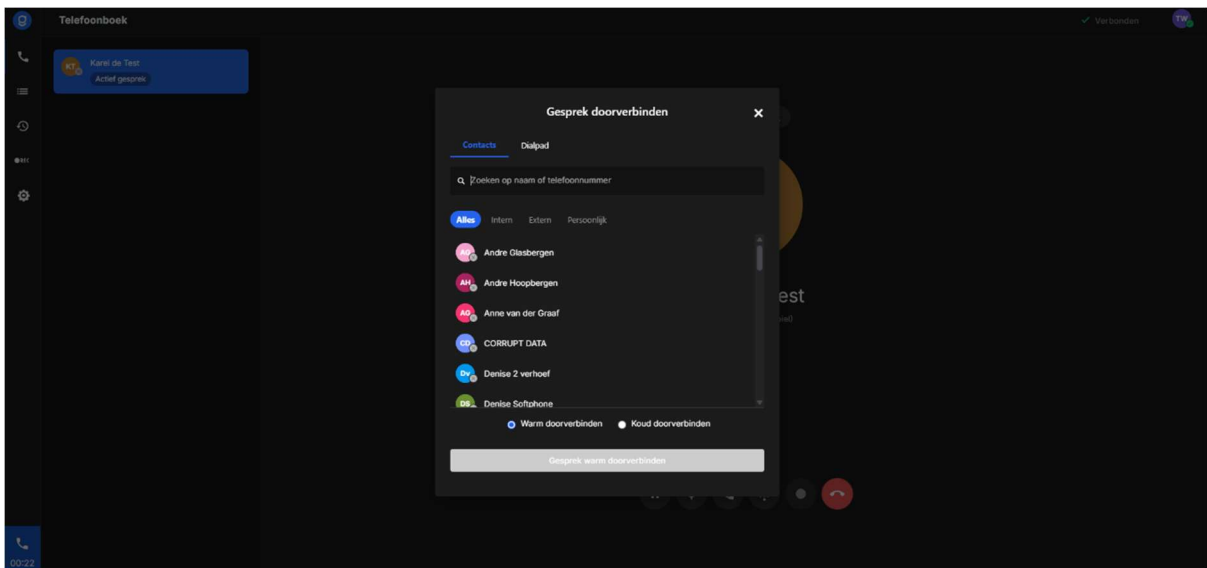 Telefoonboek
Verbonden
TW
KT
Karel de Test
Actief gesprek
REC
Gesprek doorverbinden
Contacts
Dialpad
Zoeken op naam of telefoonnummer
Alles
Intern
Extern
Persoonlijk
AG
Andre Glasbergen
AH
Andre Hoopbergen
AG
Anne van der Graaf
CD
CORRUPT DATA
Dv
Denise 2 verhoef
DS
Denise Softphone
est
Warm doorverbinden
Koud doorverbinden
Gesprek warm doorverbinden
00:22